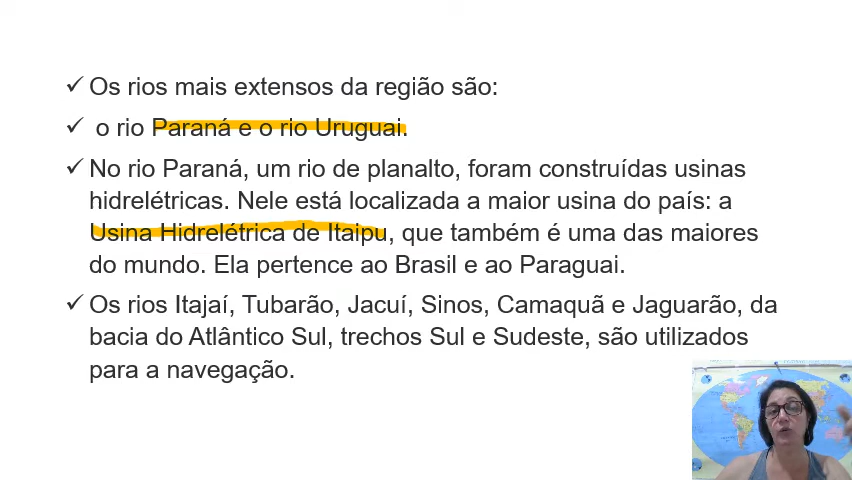 Os rios mais extensos da região são:
o rio Paraná e o rio Uruguai.
No rio Paraná, um rio de planalto, foram construídas usinas
hidrelétricas. Nele está localizada a maior usina do país: a
Usina Hidrelétrica de Itaipu, que também é uma das maiores
do mundo. Ela pertence ao Brasil e ao Paraguai.
Os rios Itajaí, Tubarão, Jacuí, Sinos, Camaquã e Jaguarão, da
bacia do Atlântico Sul, trechos Sul e Sudeste, são utilizados
para a navegação.